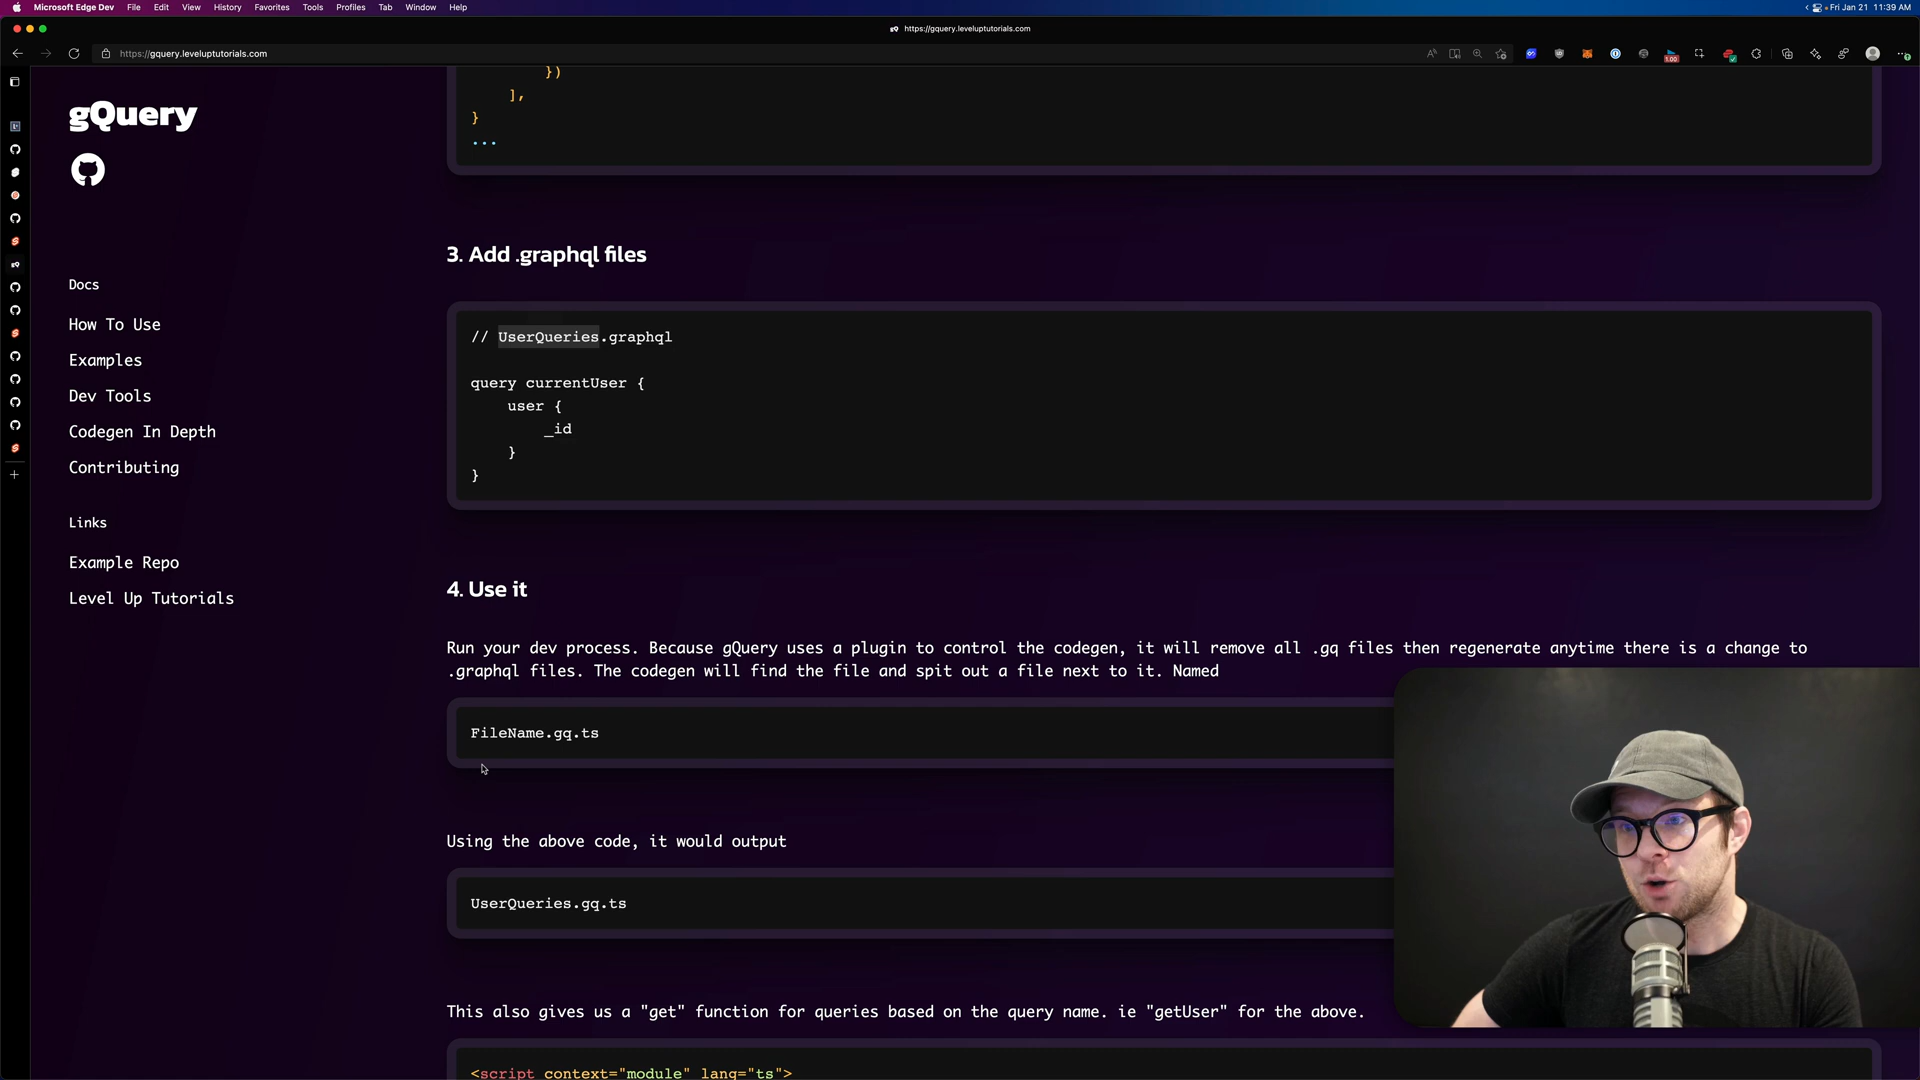 Microsoft Edge Dev File Edit View History Favorites Tools Profiles Tab Window Help
Fri Jan 21 11:39 AM
https://gquery.leveluptutorials.com
https://gquery.leveluptutorials.com
1.00
gQuery
Docs
How To Use
Examples
Dev Tools
Codegen In Depth
Contributing
Links
Example Repo
Level Up Tutorials
})
],
}
...
3. Add .graphql files
// UserQueries.graphql
query currentUser {
user {
_id
}
}
4. Use it
Run your dev process. Because gQuery uses a plugin to control the codegen, it will remove all .gq files then regenerate anytime there is a change to
.graphql files. The codegen will find the file and spit out a file next to it. Named
FileName.gq.ts
Using the above code, it would output
UserQueries.gq.ts
This also gives us a "get" function for queries based on the query name. ie "getUser" for the above.
<script context="module" lang="ts">